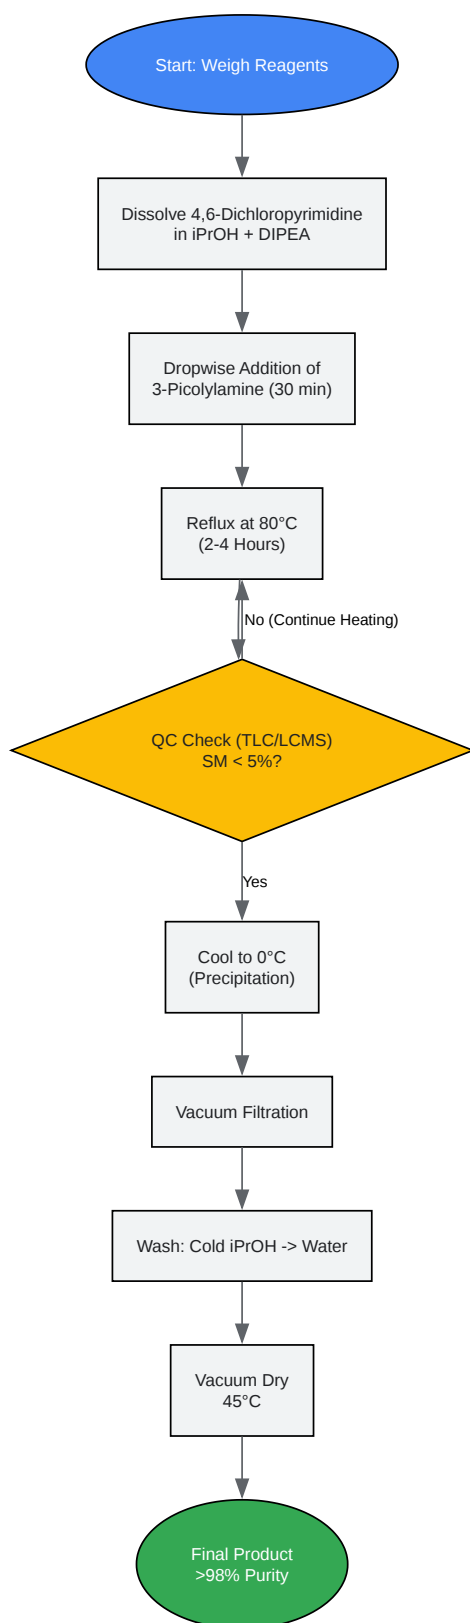 Start: Weigh Reagents
Dissolve 4,6-Dichloropyrimidine
in iPrOH + DIPEA
Dropwise Addition of
3-Picolylamine (30 min)
Reflux at 80°C
(2-4 Hours)
No (Continue Heating)
QC Check (TLC/LCMS)
SM < 5%?
Yes
Cool to 0°C
(Precipitation)
Vacuum Filtration
Wash: Cold iPrOH -> Water
Vacuum Dry
45°C
Final Product
>98% Purity